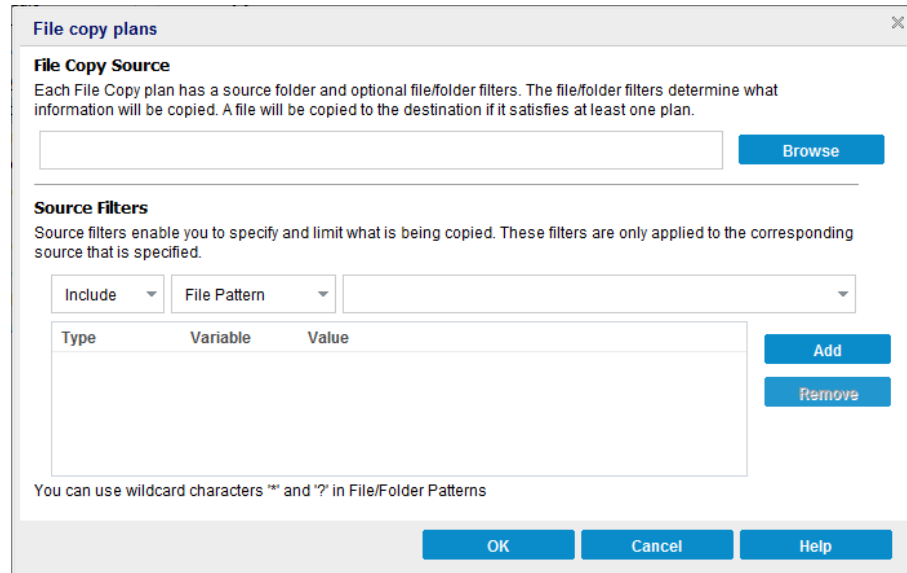 File copy plans
File Copy Source
Each File Copy plan has a source folder and optional file/folder filters. The file/folder filters determine what
information will be copied. A file will be copied to the destination if it satisfies at least one plan.
Browse
Source Filters
Source filters enable you to specify and limit what is being copied. These filters are only applied to the corresponding
source that is specified.
Include File Pattern
Type Variable Value
Add
Remove
You can use wildcard characters '*' and '?' in File/Folder Patterns
OK Cancel Help